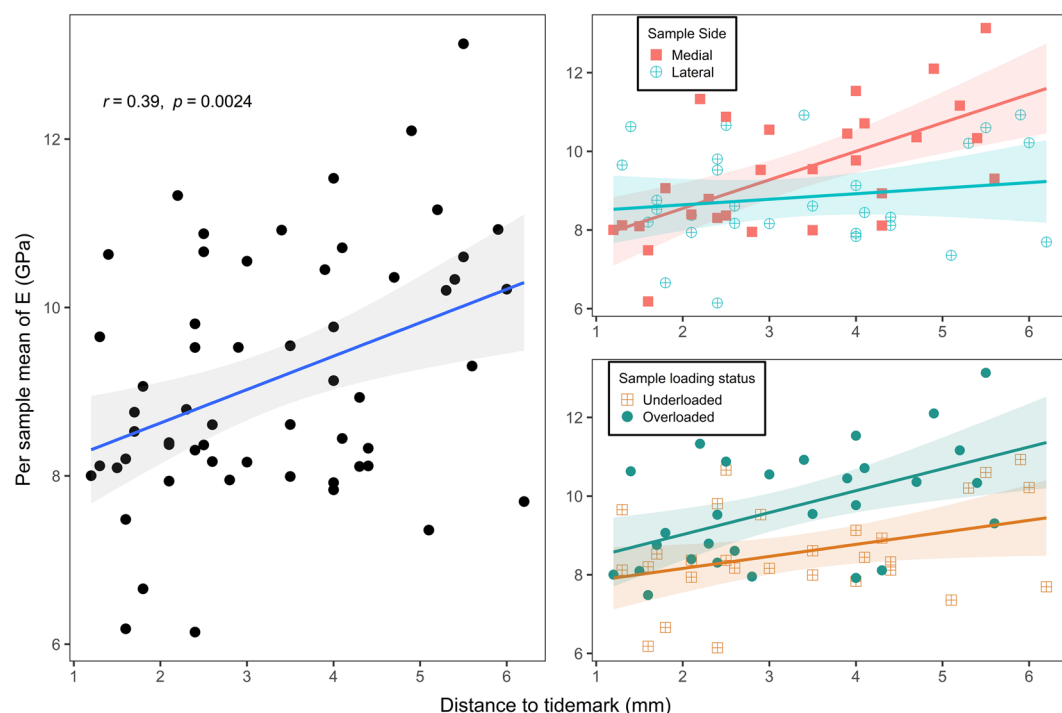 Per sample mean of E (GPa)
12
10
8
6
r = 0.39, p = 0.0024
1 2 3 4 5 6
Sample Side
Medial
Lateral
12
10
8
6
1 2 3 4 5 6
Sample loading status
Underloaded
Overloaded
12
10
8
6
1 2 3 4 5 6
Distance to tidemark (mm)